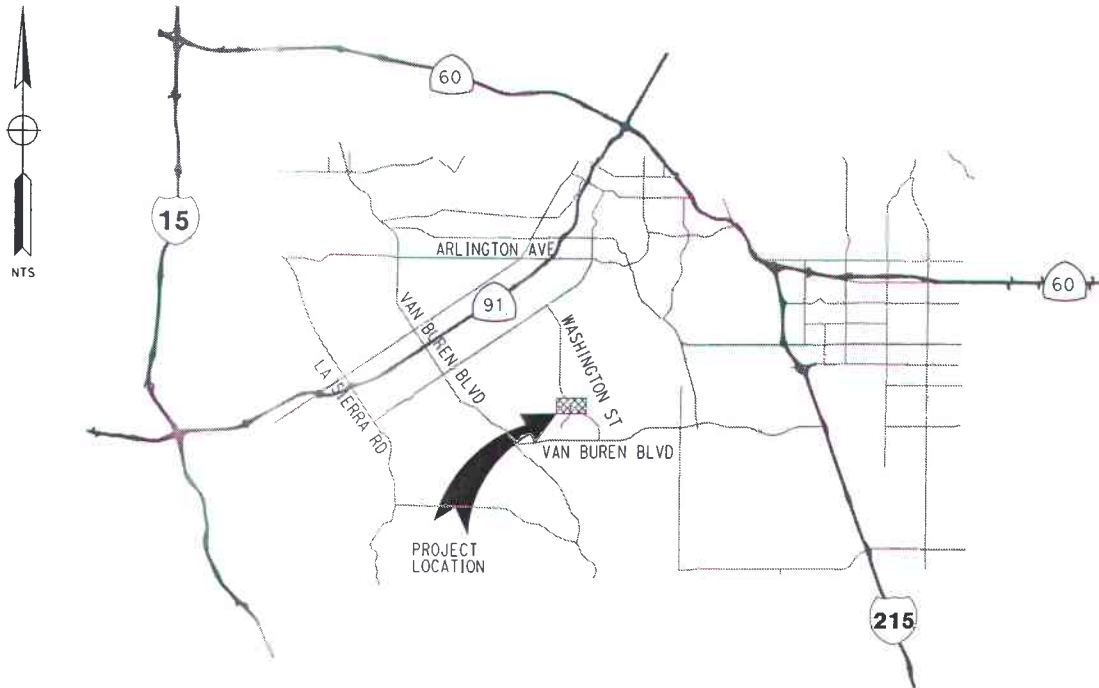 60
15
NTS
ARLINGTON AVE
60
91
VAN BUREN BLVD
WASHINGTON ST
LA SIERRA RD
VAN BUREN BLVD
PROJECT
LOCATION
215